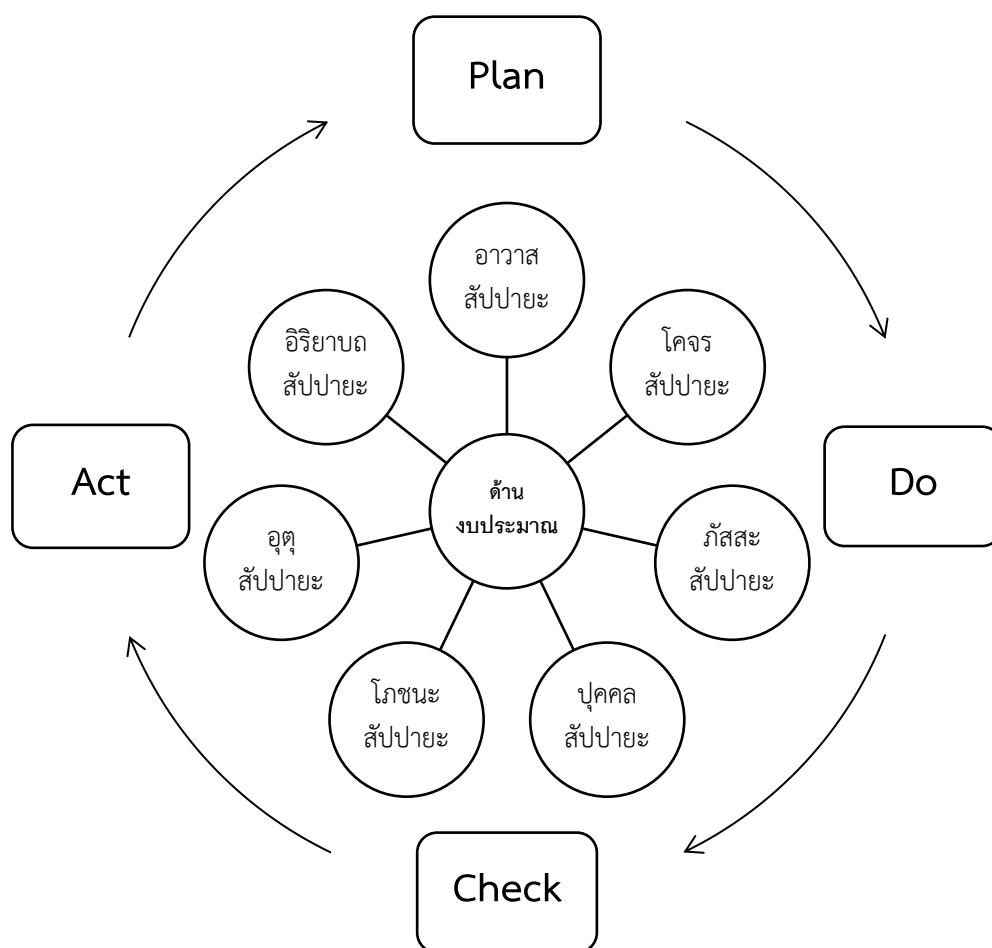 Plan
อาวาส
สัปปายะ
อิริยาบถ
สัปปายะ
โคจร
สัปปายะ
Act
ด้าน
งบประมาณ
Do
อุตุ
สัปปายะ
ภัสสะ
สัปปายะ
โภชนะ
สัปปายะ
ปุคคล
สัปปายะ
Check